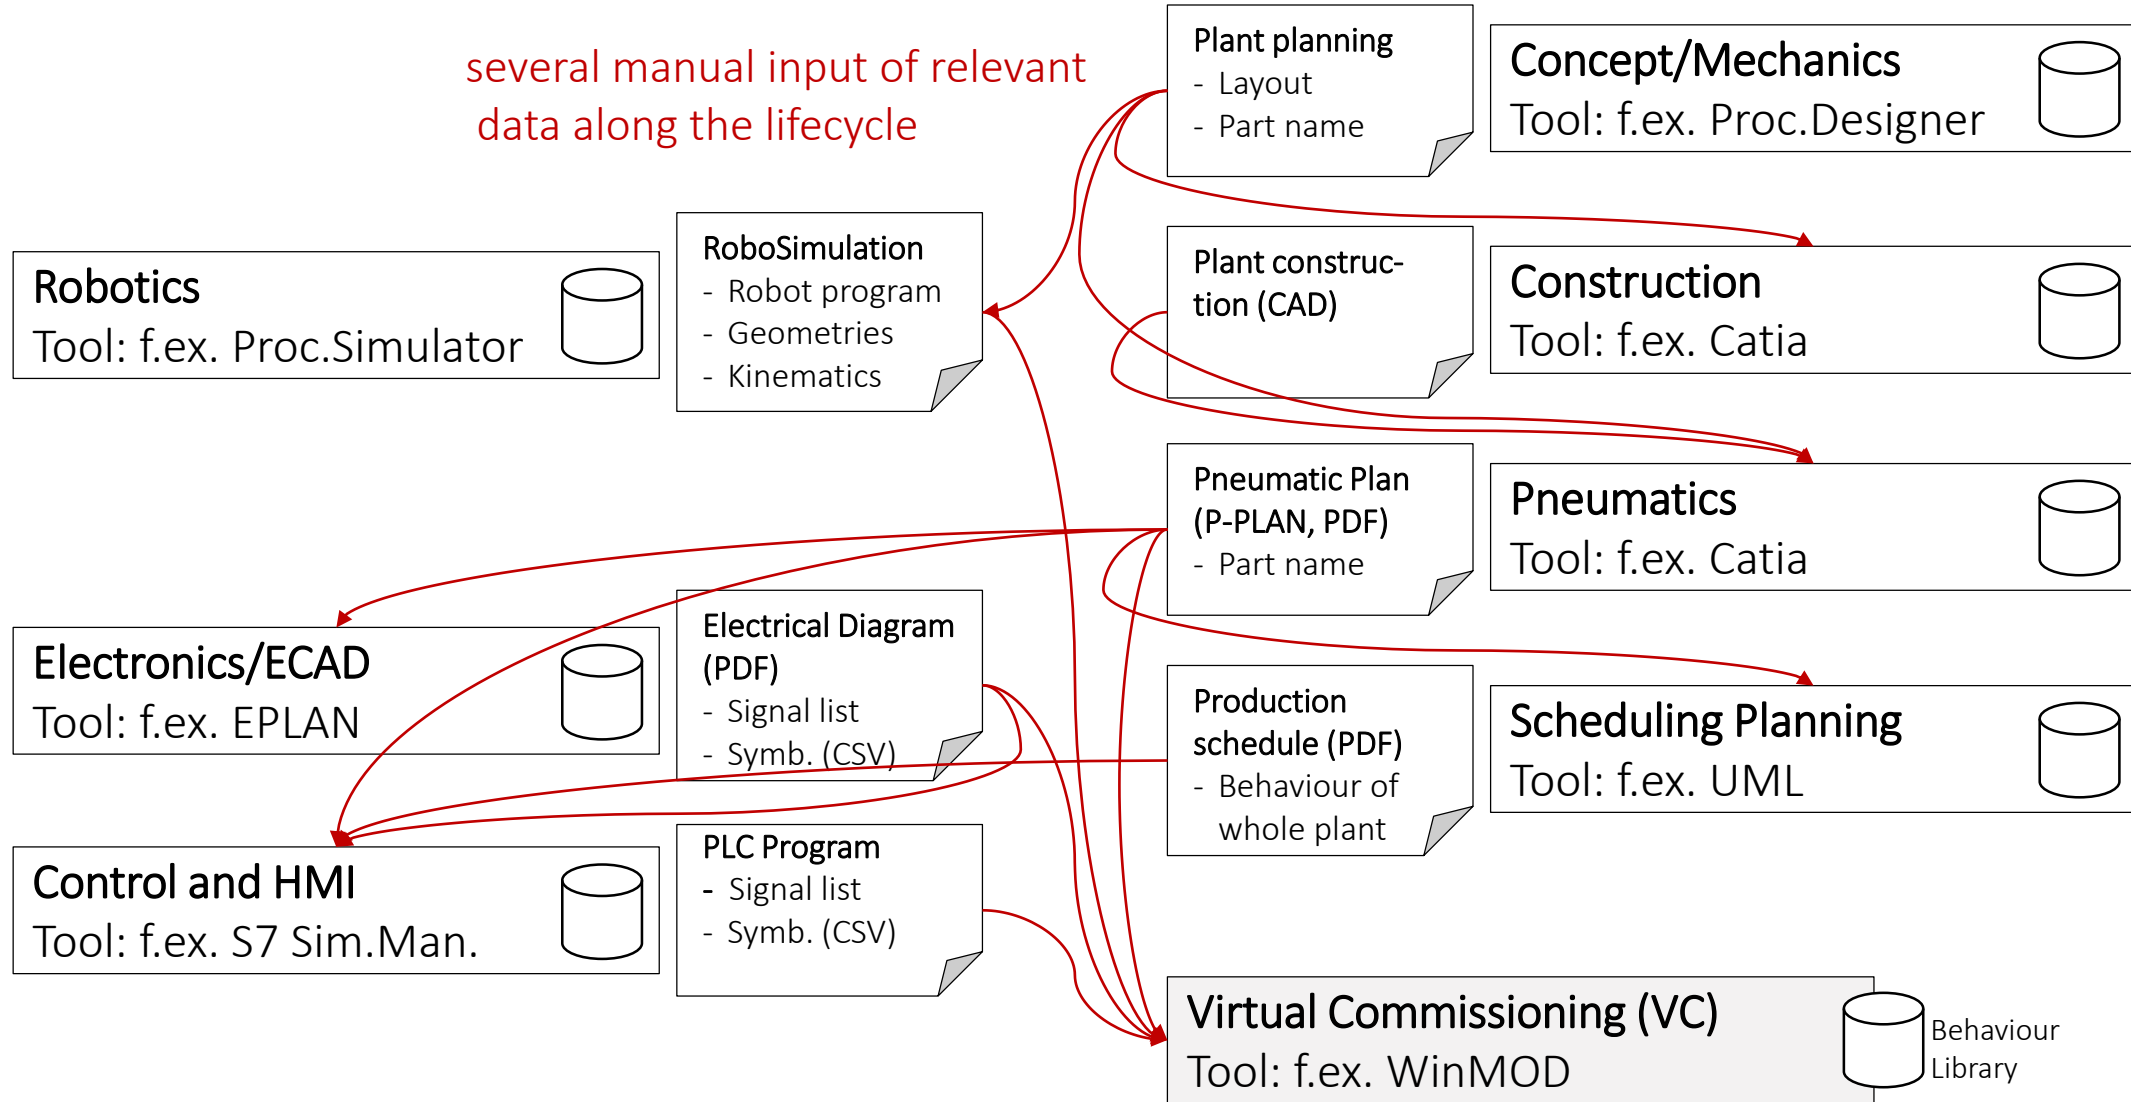 several manual input of relevant
data along the lifecycle
Plant planning
- Layout
- Part name
Concept/Mechanics
Tool: f.ex. Proc.Designer
Robotics
Tool: f.ex. Proc.Simulator
RoboSimulation
- Robot program
- Geometries
- Kinematics
Plant construc-
tion (CAD)
Construction
Tool: f.ex. Catia
Pneumatic Plan
(P-PLAN, PDF)
- Part name
Pneumatics
Tool: f.ex. Catia
Electronics/ECAD
Tool: f.ex. EPLAN
Electrical Diagram
(PDF)
- Signal list
- Symb. (CSV)
Production
schedule (PDF)
- Behaviour of
whole plant
Scheduling Planning
Tool: f.ex. UML
Control and HMI
Tool: f.ex. S7 Sim.Man.
PLC Program
- Signal list
- Symb. (CSV)
Virtual Commissioning (VC)
Tool: f.ex. WinMOD
Behaviour
Library